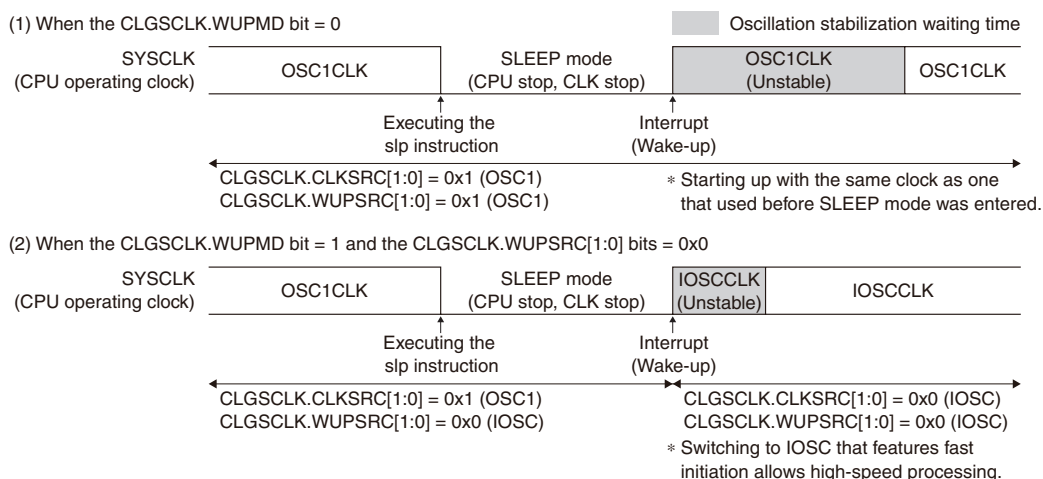 (1) When the CLGSCLK.WUPMD bit = 0
Oscillation stabilization waiting time
SYSCLK
(CPU operating clock)
OSC1CLK
SLEEP mode
(CPU stop, CLK stop)
OSC1CLK
(Unstable)
OSC1CLK
Executing the
slp instruction
Interrupt
(Wake-up)
CLGSCLK.CLKSRC[1:0] = 0x1 (OSC1)
CLGSCLK.WUPSRC[1:0] = 0x1 (OSC1)
* Starting up with the same clock as one
that used before SLEEP mode was entered.
(2) When the CLGSCLK.WUPMD bit = 1 and the CLGSCLK.WUPSRC[1:0] bits = 0x0
SYSCLK
(CPU operating clock)
OSC1CLK
SLEEP mode
(CPU stop, CLK stop)
IOSCCLK
(Unstable)
IOSCCLK
Executing the
slp instruction
Interrupt
(Wake-up)
CLGSCLK.CLKSRC[1:0] = 0x1 (OSC1)
CLGSCLK.WUPSRC[1:0] = 0x0 (IOSC)
CLGSCLK.CLKSRC[1:0] = 0x0 (IOSC)
CLGSCLK.WUPSRC[1:0] = 0x0 (IOSC)
* Switching to IOSC that features fast
initiation allows high-speed processing.